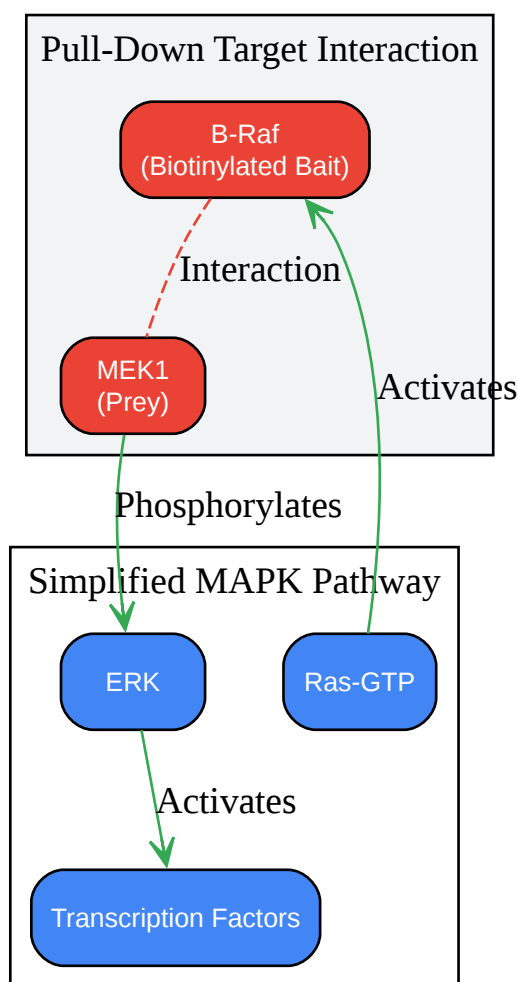 Pull-Down Target Interaction
B-Raf
(Biotinylated Bait)
Interaction
MEK1
(Prey)
Activates
Phosphorylates
Simplified MAPK Pathway
ERK
Ras-GTP
Activates
Transcription Factors